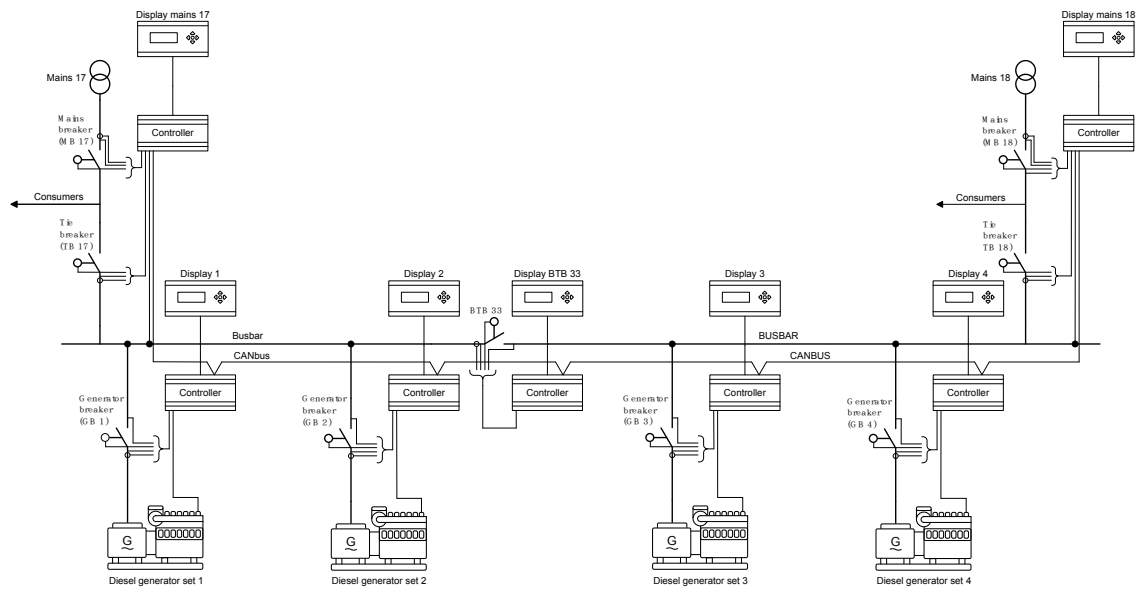 Display mains 17
Display mains 18
Mains 17
Mains 18
Mains
breaker
(MB 17)
Controller
Mains
breaker
(MB 18)
Controller
Consumers
Consumers
Tie
breaker
(TB 17)
Tie
breaker
TB 18)
Display 1
Display 2
Display BTB 33
Display 3
Display 4
BTB 33
Busbar
BUSBAR
CANbus
CANBUS
Generator
breaker
(GB 1)
Controller
Generator
breaker
(GB 2)
Controller
Controller
Generator
breaker
(GB 3)
Controller
Generator
breaker
(GB 4)
Controller
G
G
G
G
Diesel generator set 1
Diesel generator set 2
Diesel generator set 3
Diesel generator set 4